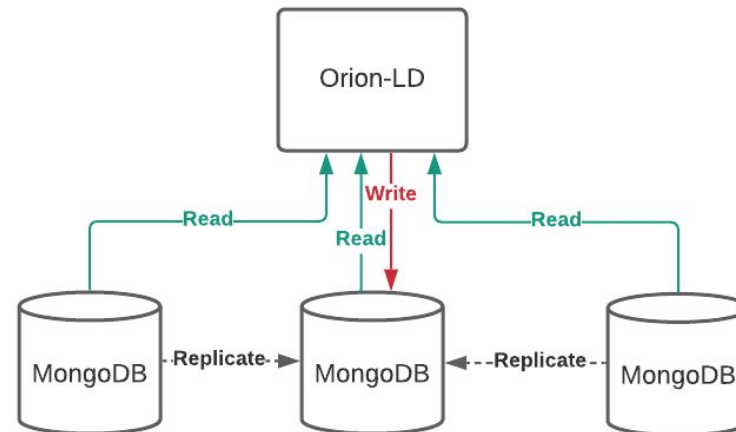 Orion-LD
Write
Read
Read
Read
MongoDB
Replicate
MongoDB
Replicate
MongoDB